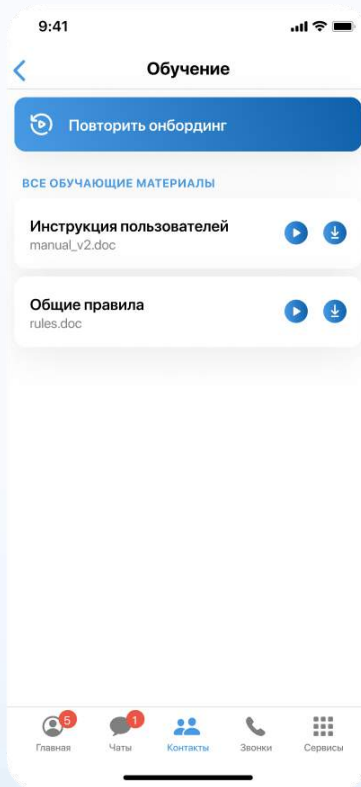 9:41
Обучение
Повторить онбординг
ВСЕ ОБУЧАЮЩИЕ МАТЕРИАЛЫ
Инструкция пользователей
manual_v2.doc
Общие правила
rules.doc
5
1
Главная Чаты Контакты Звонки Сервисы